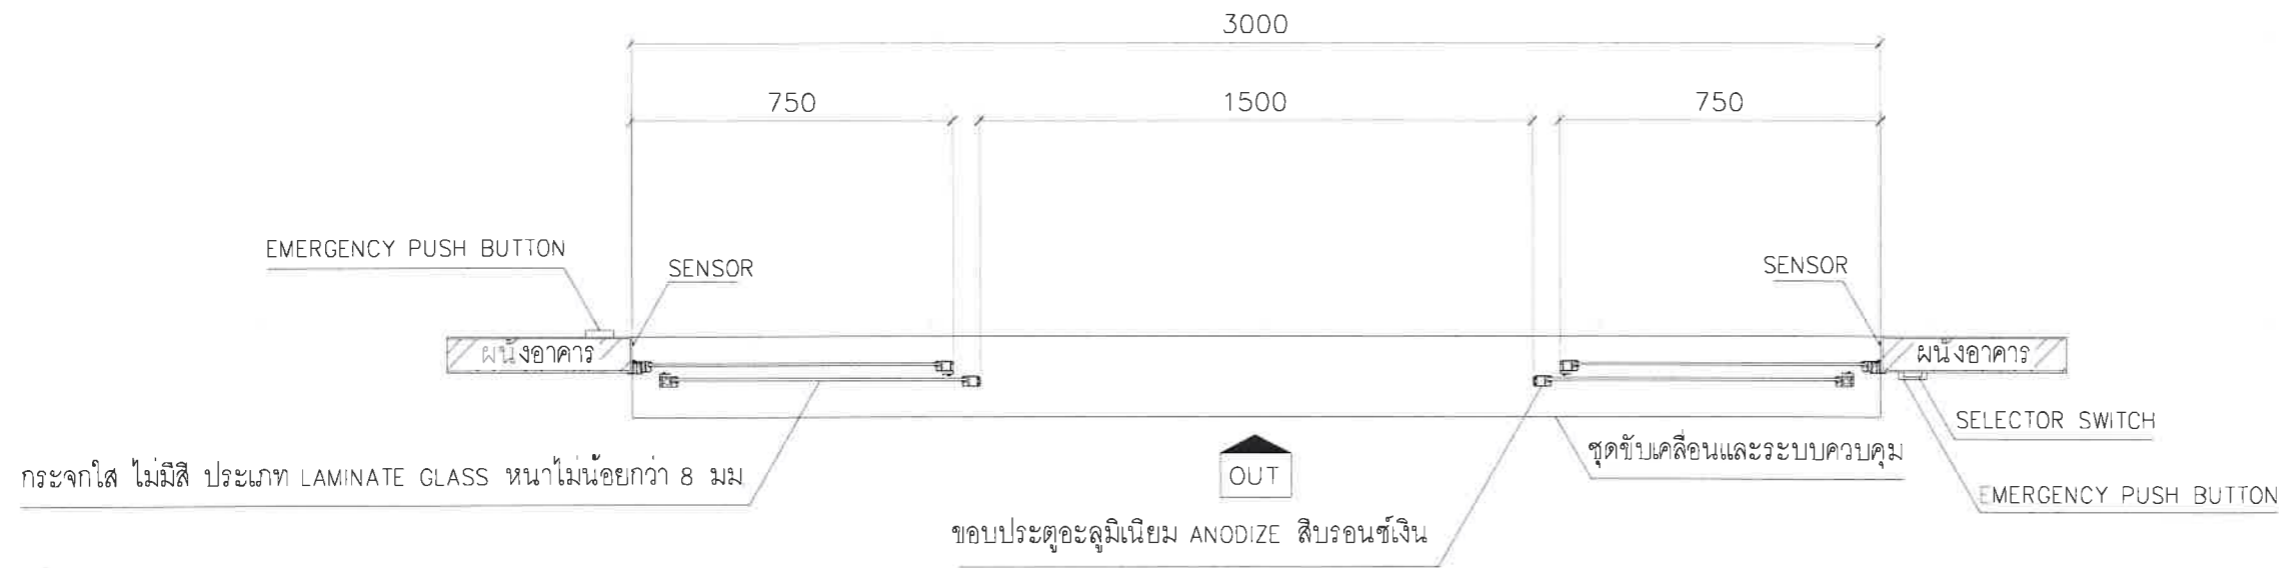 3000
750
1500
750
EMERGENCY PUSH BUTTON
SENSOR
SENSOR
ผนังอาคาร
ผนังอาคาร
SELECTOR SWITCH
ชุดขับเคลื่อนและระบบควบคุม
กระจกใส ไม่มีสี ประเภท LAMINATE GLASS หนาไม่น้อยกว่า 8 มม
OUT
EMERGENCY PUSH BUTTON
ขอบประตูอะลูมิเนียม ANODIZE สีบรอนซ์เงิน